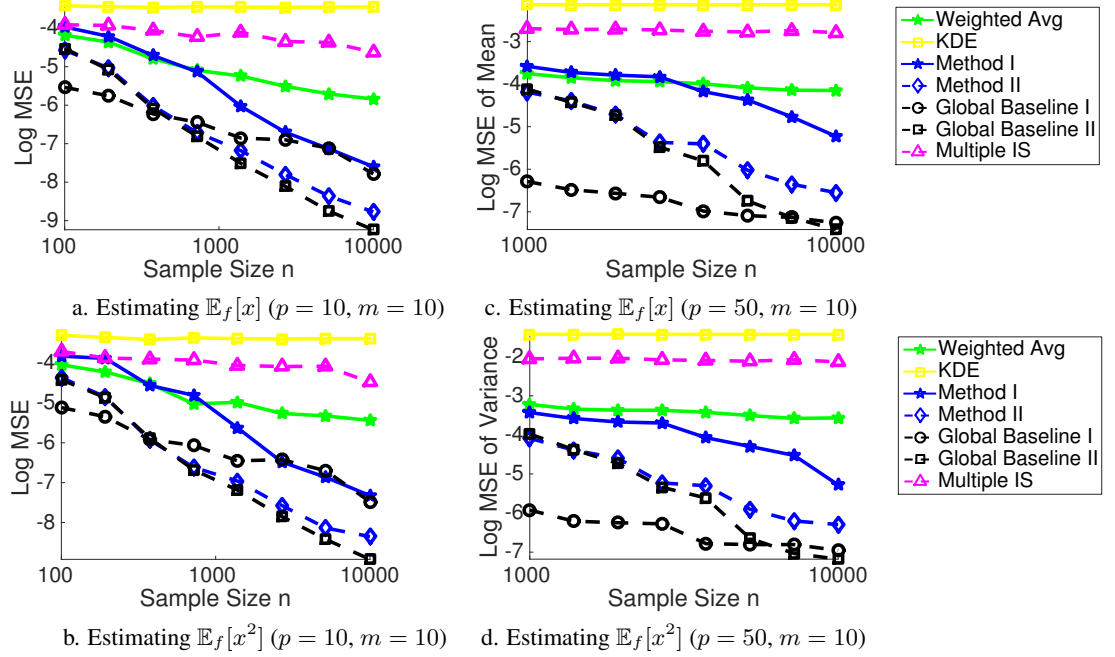 Log MSE
-4
-5
-6
-7
-8
-9
100
1000
10000
Sample Size n
a. Estimating 𝔼_f[x] (p = 10, m = 10)
Log MSE of Mean
-3
-4
-5
-6
-7
1000
10000
Sample Size n
c. Estimating 𝔼_f[x] (p = 50, m = 10)
Weighted Avg
KDE
Method I
Method II
Global Baseline I
Global Baseline II
Multiple IS
Log MSE
-4
-5
-6
-7
-8
100
1000
10000
Sample Size n
b. Estimating 𝔼_f[x²] (p = 10, m = 10)
Log MSE of Variance
-2
-3
-4
-5
-6
-7
1000
10000
Sample Size n
d. Estimating 𝔼_f[x²] (p = 50, m = 10)
Weighted Avg
KDE
Method I
Method II
Global Baseline I
Global Baseline II
Multiple IS